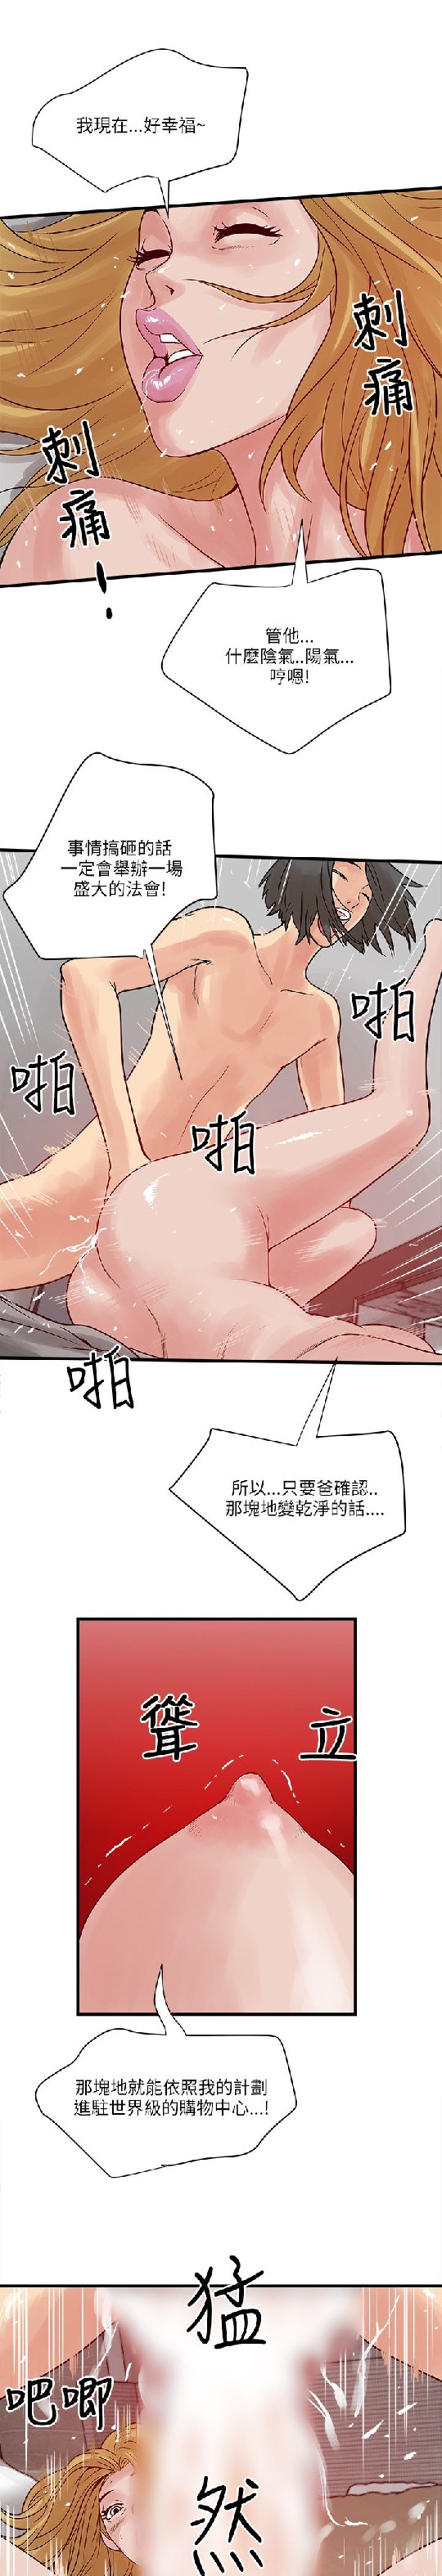 我現在...好幸福~
刺痛
刺痛!
管他...
什麼陰氣..陽氣...
哼嗯!
事情搞砸的話
一定會舉辦一場
盛大的法會!
啪
啪
啪
啪
所以...只要爸確認..
那塊地變乾淨的話....
聳立
那塊地就能依照我的計劃
進駐世界級的購物中心...!
猛然
吧唧